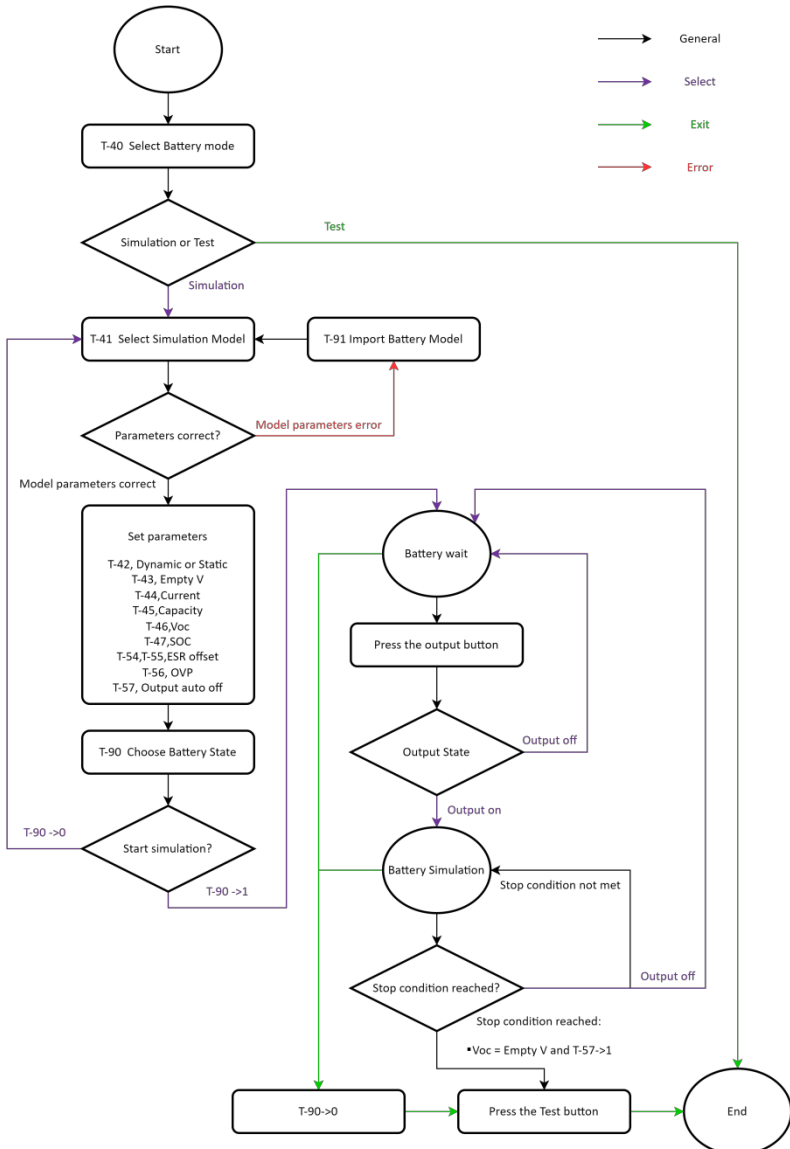 Start
General
Select
Exit
Error
T-40  Select Battery mode
Simulation or Test
Test
Simulation
T-41  Select Simulation Model
T-91 Import Battery Model
Parameters correct?
Model parameters error
Model parameters correct
Set parameters
T-42, Dynamic or Static
T-43, Empty V
T-44,Current
T-45,Capacity
T-46,Voc
T-47,SOC
T-54,T-55,ESR offset
T-56, OVP
T-57, Output auto off
T-90  Choose Battery State
Start simulation?
T-90 ->0
T-90 ->1
Battery wait
Press the output button
Output State
Output off
Output on
Battery Simulation
Stop condition not met
Stop condition reached?
Output off
Stop condition reached:
▪Voc = Empty V and T-57->1
T-90->0
Press the Test button
End